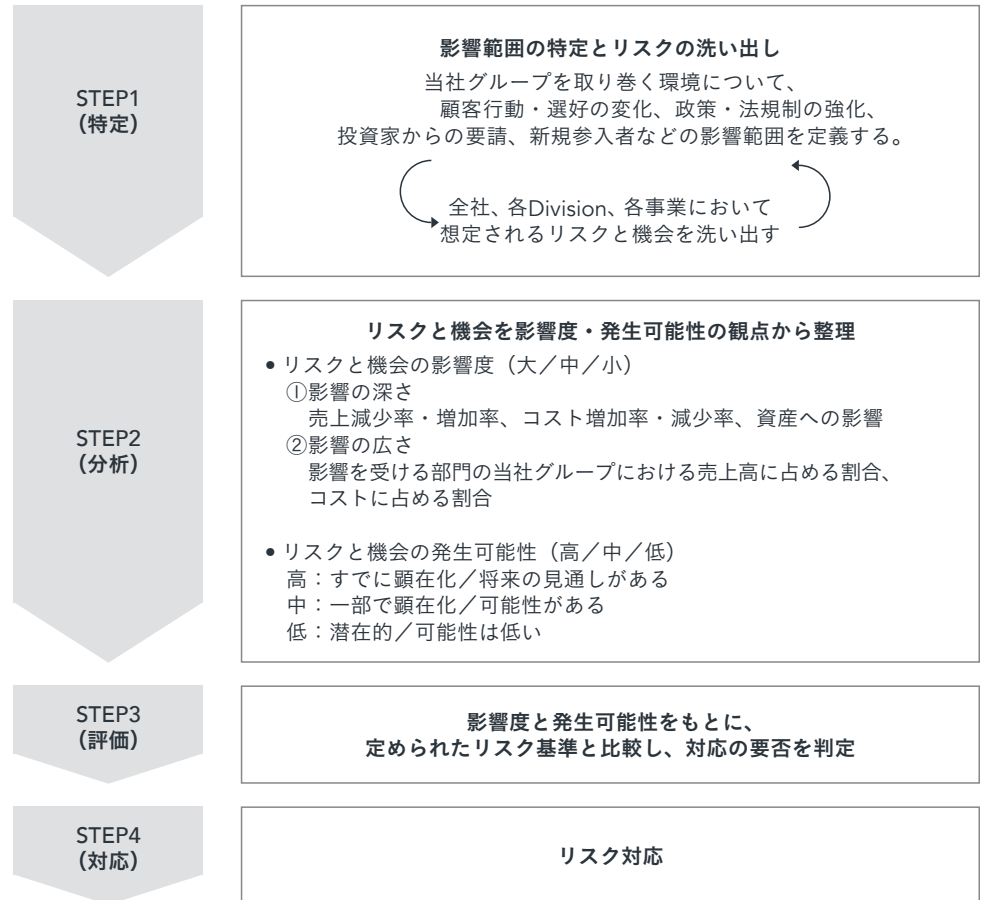 STEP1
（特定）
影響範囲の特定とリスクの洗い出し
当社グループを取り巻く環境について、
顧客行動・選好の変化、政策・法規制の強化、
投資家からの要請、新規参入者などの影響範囲を定義する。
全社、各Division、各事業において
想定されるリスクと機会を洗い出す
STEP2
（分析）
リスクと機会を影響度・発生可能性の観点から整理
● リスクと機会の影響度（大／中／小）
①影響の深さ
売上減少率・増加率、コスト増加率・減少率、資産への影響
②影響の広さ
影響を受ける部門の当社グループにおける売上高に占める割合、
コストに占める割合
● リスクと機会の発生可能性（高／中／低）
高：すでに顕在化／将来の見通しがある
中：一部で顕在化／可能性がある
低：潜在的／可能性は低い
STEP3
（評価）
影響度と発生可能性をもとに、
定められたリスク基準と比較し、対応の要否を判定
STEP4
（対応）
リスク対応